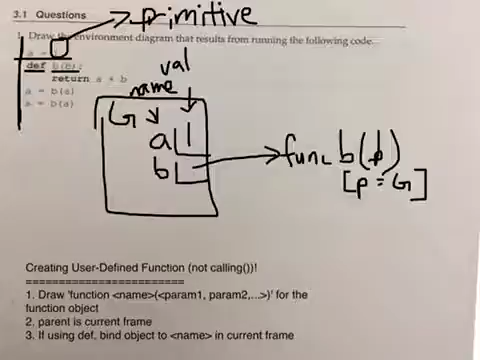 3.1 Questions
primitive
1. Draw the environment diagram that results from running the following code.
a =
def b(b):
return a + b
a = b(a)
a = b(a)
val
name
G
a 1
b
func b(b)
[p = G]
Creating User-Defined Function (not calling())!
========================
1. Draw 'function <name>(<param1, param2,...>)' for the
function object
2. parent is current frame
3. If using def, bind object to <name> in current frame